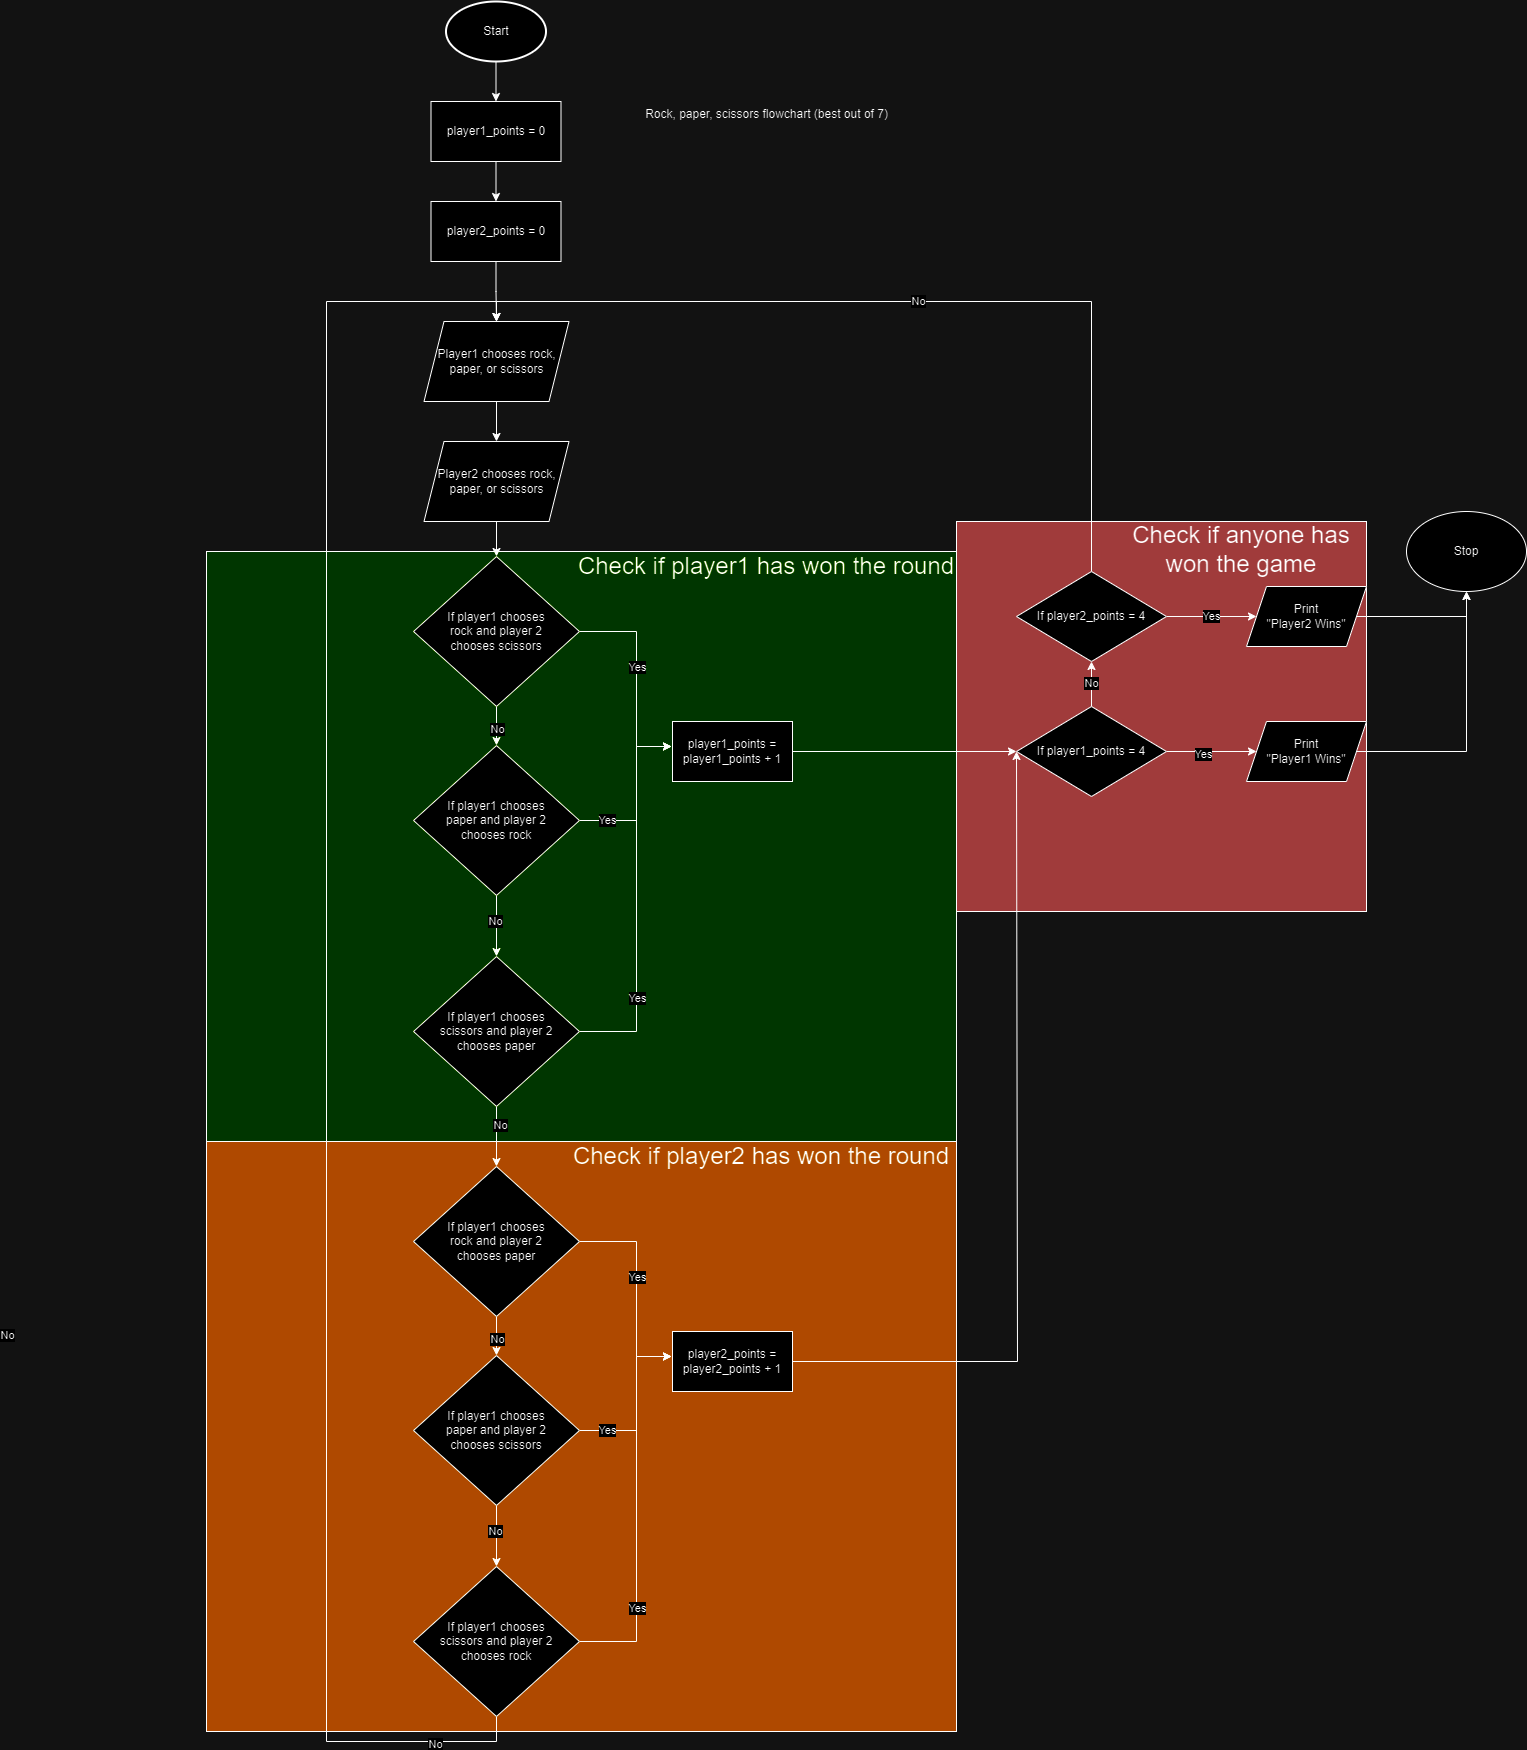 Start
player1_points = 0
Rock, paper, scissors flowchart (best out of 7)
player2_points = 0
No
Player1 chooses rock,
paper, or scissors
Player2 chooses rock,
paper, or scissors
Check if player1 has won the round
If player1 chooses
rock and player 2
chooses scissors
Yes
No
player1_points =
player1_points + 1
If player1 chooses
paper and player 2
chooses rock
Yes
No
If player1 chooses
scissors and player 2
chooses paper
Yes
No
Check if anyone has
won the game
If player2_points = 4
Yes
Print
"Player2 Wins"
No
If player1_points = 4
Yes
Print
"Player1 Wins"
Stop
Check if player2 has won the round
If player1 chooses
rock and player 2
chooses paper
Yes
No
player2_points =
player2_points + 1
If player1 chooses
paper and player 2
chooses scissors
Yes
No
If player1 chooses
scissors and player 2
chooses rock
Yes
No
No